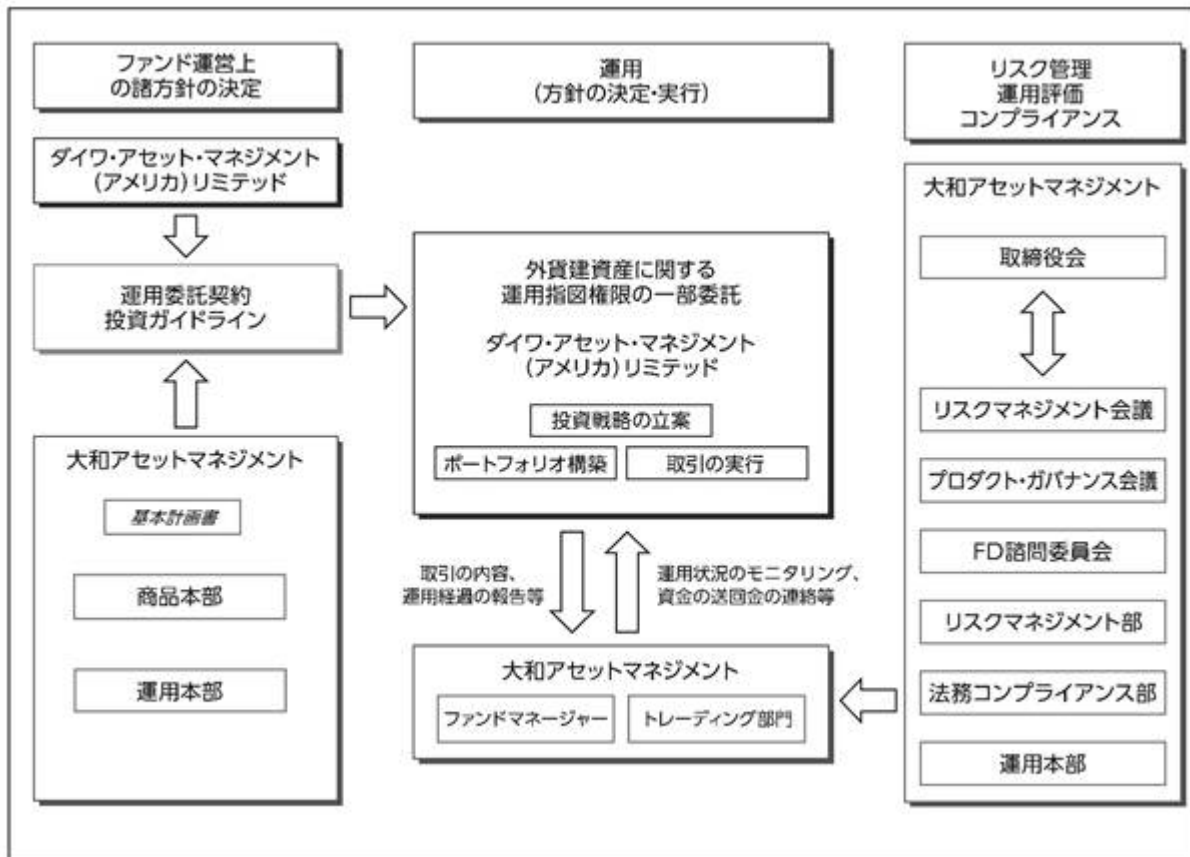 ファンド運営上
の諸方針の決定
ダイワ・アセット・マネジメント
(アメリカ)リミテッド
運用委託契約
投資ガイドライン
大和アセットマネジメント
基本計画書
商品本部
運用本部
運用
(方針の決定・実行)
外貨建資産に関する
運用指図権限の一部委託
ダイワ・アセット・マネジメント
(アメリカ)リミテッド
投資戦略の立案
ポートフォリオ構築
取引の実行
取引の内容、
運用経過の報告等
運用状況のモニタリング、
資金の送回金の連絡等
大和アセットマネジメント
ファンドマネージャー
トレーディング部門
リスク管理
運用評価
コンプライアンス
大和アセットマネジメント
取締役会
リスクマネジメント会議
プロダクト・ガバナンス会議
FD諮問委員会
リスクマネジメント部
法務コンプライアンス部
運用本部